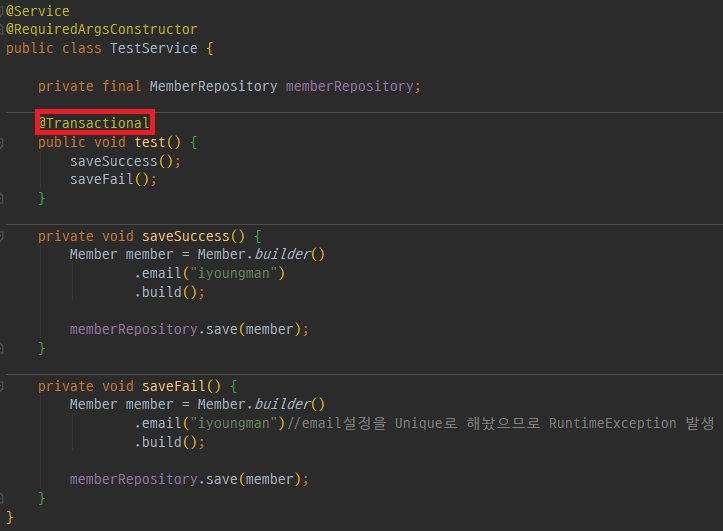 @Service
@RequiredArgsConstructor
public class TestService {
private final MemberRepository memberRepository;
@Transactional
public void test() {
saveSuccess();
saveFail();
}
private void saveSuccess() {
Member member = Member.builder()
.email("iyoungman")
.build();
memberRepository.save(member);
}
private void saveFail() {
Member member = Member.builder()
.email("iyoungman")//email설정을 Unique로 해놨으므로 RuntimeException 발생
.build();
memberRepository.save(member);
}
}